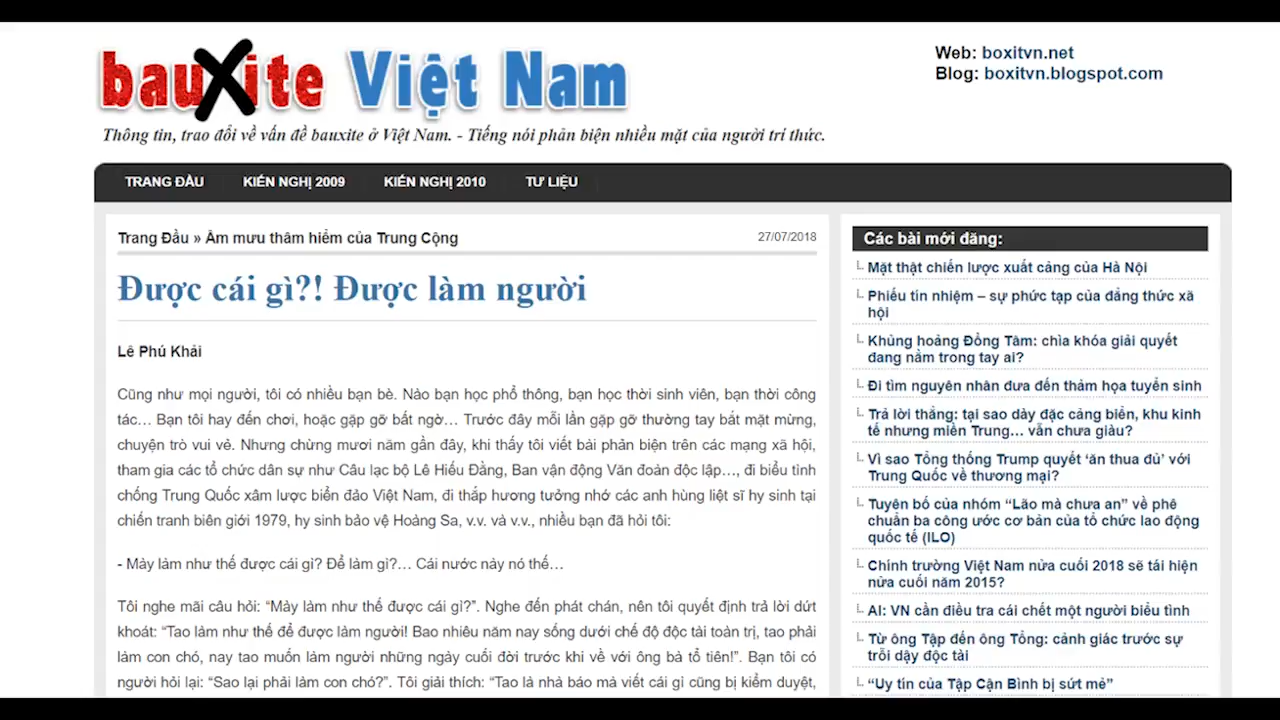 bauxite Việt Nam
Web: boxitvn.net
Blog: boxitvn.blogspot.com
Thông tin, trao đổi về vấn đề bauxite ở Việt Nam. - Tiếng nói phản biện nhiều mặt của người trí thức.
TRANG ĐẦU KIẾN NGHỊ 2009 KIẾN NGHỊ 2010 TƯ LIỆU
Trang Đầu » Âm mưu thâm hiểm của Trung Cộng 27/07/2018
Được cái gì?! Được làm người
Lê Phú Khải
Cũng như mọi người, tôi có nhiều bạn bè. Nào bạn học phổ thông, bạn học thời sinh viên, bạn thời công
tác… Bạn tôi hay đến chơi, hoặc gặp gỡ bất ngờ… Trước đây mỗi lần gặp gỡ thường tay bắt mặt mừng,
chuyện trò vui vẻ. Nhưng chừng mươi năm gần đây, khi thấy tôi viết bài phản biện trên các mạng xã hội,
tham gia các tổ chức dân sự như Câu lạc bộ Lê Hiếu Đằng, Ban vận động Văn đoàn độc lập…, đi biểu tình
chống Trung Quốc xâm lược biển đảo Việt Nam, đi thắp hương tưởng nhớ các anh hùng liệt sĩ hy sinh tại
chiến tranh biên giới 1979, hy sinh bảo vệ Hoàng Sa, v.v. và v.v., nhiều bạn đã hỏi tôi:
- Mày làm như thế được cái gì? Để làm gì?… Cái nước này nó thế…
Tôi nghe mãi câu hỏi: “Mày làm như thế được cái gì?”. Nghe đến phát chán, nên tôi quyết định trả lời dứt
khoát: “Tao làm như thế để được làm người! Bao nhiêu năm nay sống dưới chế độ độc tài toàn trị, tao phải
làm con chó, nay tao muốn làm người những ngày cuối đời trước khi về với ông bà tổ tiên!”. Bạn tôi có
người hỏi lại: “Sao lại phải làm con chó?”. Tôi giải thích: “Tao là nhà báo mà viết cái gì cũng bị kiểm duyệt,
Các bài mới đăng:
Mặt thật chiến lược xuất cảng của Hà Nội
Phiếu tín nhiệm – sự phức tạp của đẳng thức xã
hội
Khủng hoảng Đồng Tâm: chìa khóa giải quyết
đang nằm trong tay ai?
Đi tìm nguyên nhân đưa đến thảm họa tuyển sinh
Trả lời thẳng: tại sao dày đặc cảng biển, khu kinh
tế nhưng miền Trung… vẫn chưa giàu?
Vì sao Tổng thống Trump quyết ‘ăn thua đủ’ với
Trung Quốc về thương mại?
Tuyên bố của nhóm “Lão mà chưa an” về phê
chuẩn ba công ước cơ bản của tổ chức lao động
quốc tế (ILO)
Chính trường Việt Nam nửa cuối 2018 sẽ tái hiện
nửa cuối năm 2015?
AI: VN cần điều tra cái chết một người biểu tình
Từ ông Tập đến ông Tổng: cảnh giác trước sự
trỗi dậy độc tài
“Uy tín của Tập Cận Bình bị sứt mẻ”